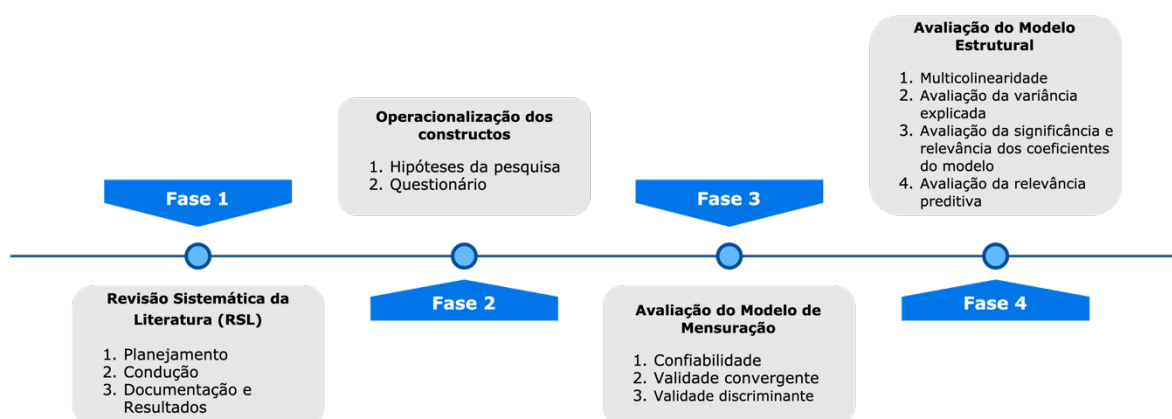 Fase 1
Revisão Sistemática da
Literatura (RSL)
1. Planejamento
2. Condução
3. Documentação e
Resultados
Operacionalização dos
constructos
1. Hipóteses da pesquisa
2. Questionário
Fase 2
Fase 3
Avaliação do Modelo de
Mensuração
1. Confiabilidade
2. Validade convergente
3. Validade discriminante
Avaliação do Modelo
Estrutural
1. Multicolinearidade
2. Avaliação da variância
explicada
3. Avaliação da significância e
relevância dos coeficientes
do modelo
4. Avaliação da relevância
preditiva
Fase 4